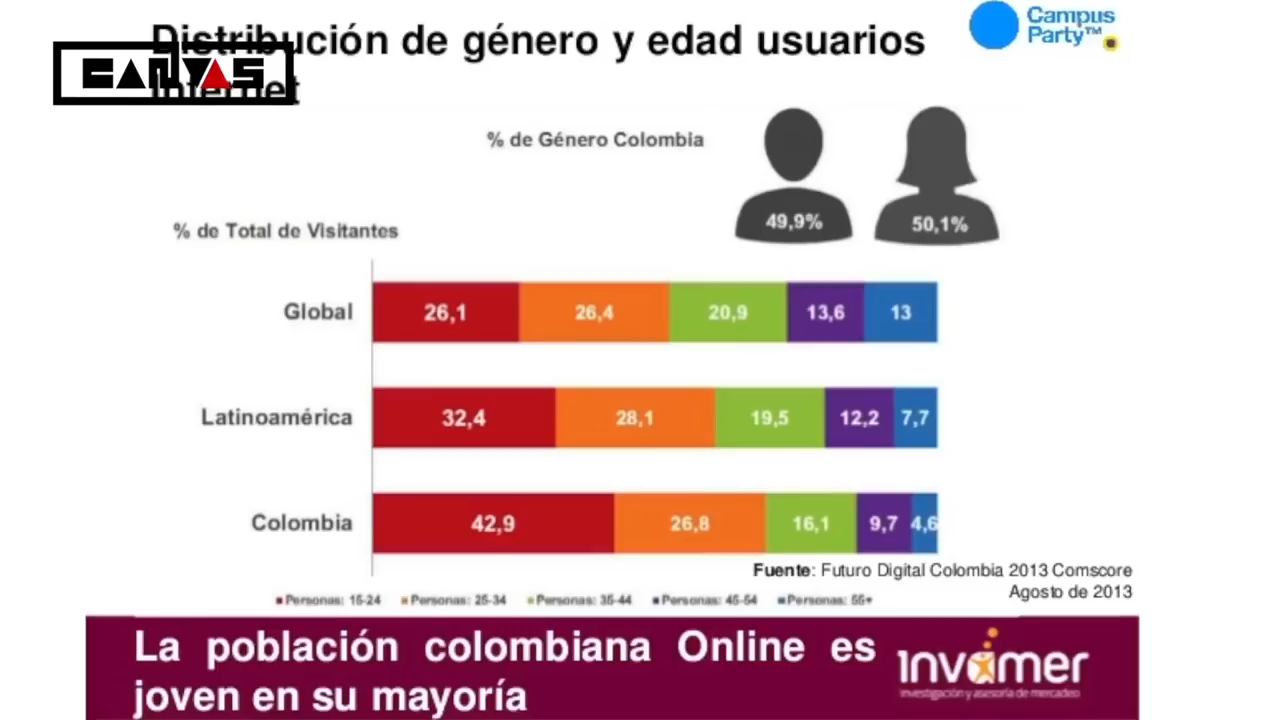 Distribución de género y edad usuarios
Internet
CANVAS
Campus
Party™
% de Género Colombia
49,9%
50,1%
% de Total de Visitantes
Global
26,1
26,4
20,9
13,6
13
Latinoamérica
32,4
28,1
19,5
12,2
7,7
Colombia
42,9
26,8
16,1
9,7
4,6
Fuente: Futuro Digital Colombia 2013 Comscore
Agosto de 2013
Personas: 15-24
Personas: 25-34
Personas: 35-44
Personas: 45-54
Personas: 55+
La población colombiana Online es
joven en su mayoría
invamer
investigación y asesoría de mercadeo